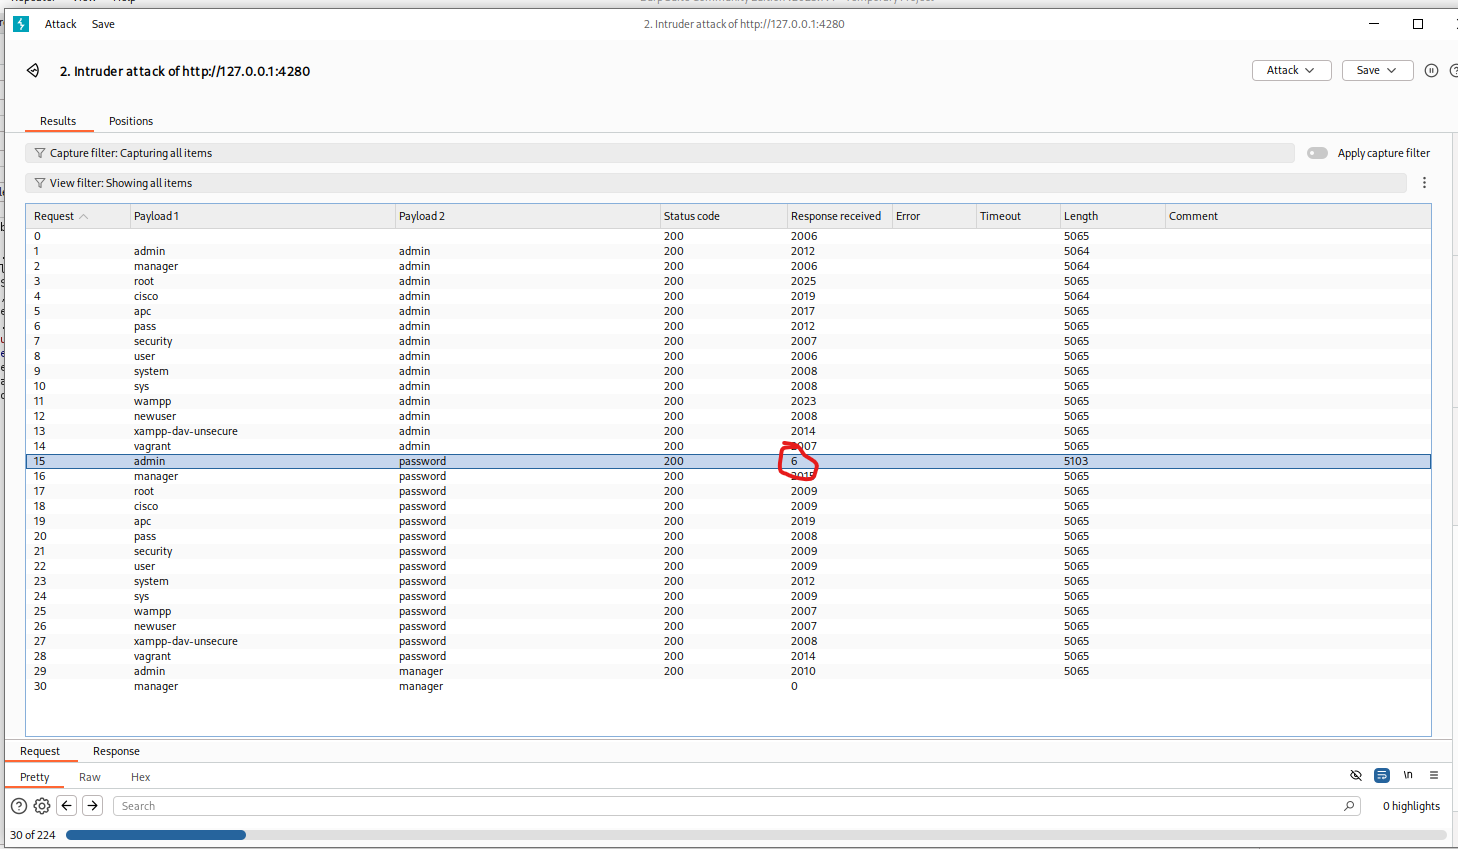 Attack Save 2. Intruder attack of http://127.0.0.1:4280
2. Intruder attack of http://127.0.0.1:4280 Attack Save
Results Positions
Capture filter: Capturing all items Apply capture filter
View filter: Showing all items
Request Payload 1 Payload 2 Status code Response received Error Timeout Length Comment
0 200 2006 5065
1 admin admin 200 2012 5064
2 manager admin 200 2006 5064
3 root admin 200 2025 5065
4 cisco admin 200 2019 5064
5 apc admin 200 2017 5065
6 pass admin 200 2012 5065
7 security admin 200 2007 5065
8 user admin 200 2006 5065
9 system admin 200 2008 5065
10 sys admin 200 2008 5065
11 wampp admin 200 2023 5065
12 newuser admin 200 2008 5065
13 xampp-dav-unsecure admin 200 2014 5065
14 vagrant admin 200 2007 5065
15 admin password 200 6 5103
16 manager password 200 2015 5065
17 root password 200 2009 5065
18 cisco password 200 2009 5065
19 apc password 200 2019 5065
20 pass password 200 2008 5065
21 security password 200 2009 5065
22 user password 200 2009 5065
23 system password 200 2012 5065
24 sys password 200 2009 5065
25 wampp password 200 2007 5065
26 newuser password 200 2007 5065
27 xampp-dav-unsecure password 200 2008 5065
28 vagrant password 200 2014 5065
29 admin manager 200 2010 5065
30 manager manager 0
Request Response
Pretty Raw Hex \n
Search 0 highlights
30 of 224